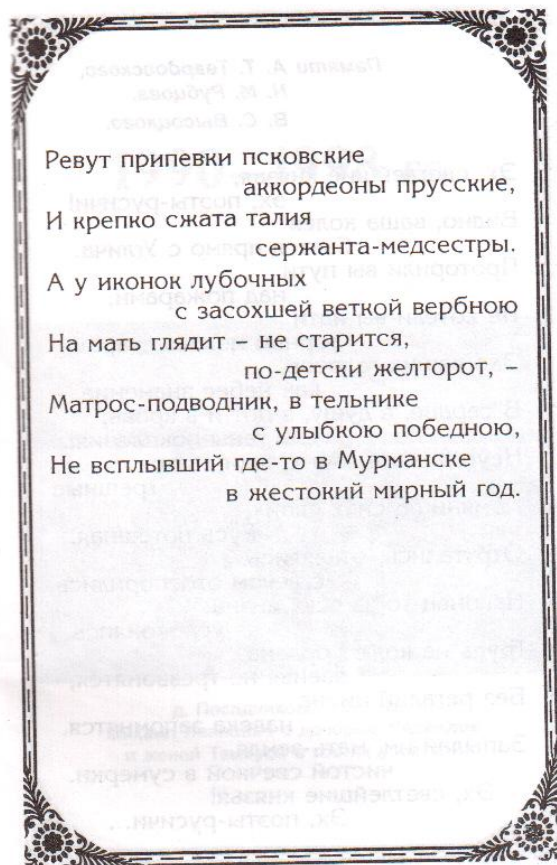 Ревут припевки псковские
аккордеоны прусские,
И крепко сжата талия
сержанта-медсестры.
А у иконок лубочных
с засохшей веткой вербною
На мать глядит – не старится,
по-детски желторот, –
Матрос-подводник, в тельнике
с улыбкою победною,
Не всплывший где-то в Мурманске
в жестокий мирный год.